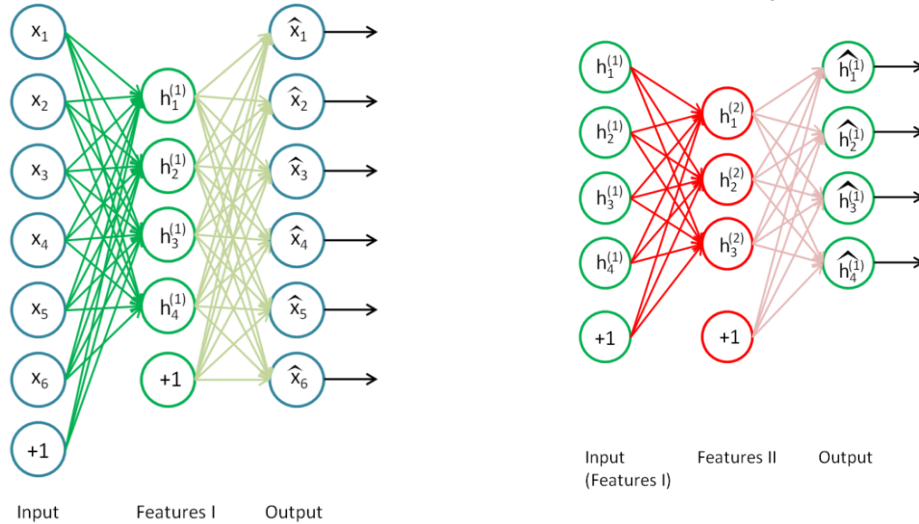 x₁
x₂
x₃
x₄
x₅
x₆
+1
Input
h₁⁽¹⁾
h₂⁽¹⁾
h₃⁽¹⁾
h₄⁽¹⁾
+1
Features I
x̂₁
x̂₂
x̂₃
x̂₄
x̂₅
x̂₆
Output
h₁⁽¹⁾
h₂⁽¹⁾
h₃⁽¹⁾
h₄⁽¹⁾
+1
Input
(Features I)
h₁⁽²⁾
h₂⁽²⁾
h₃⁽²⁾
+1
Features II
ĥ₁⁽¹⁾
ĥ₂⁽¹⁾
ĥ₃⁽¹⁾
ĥ₄⁽¹⁾
Output